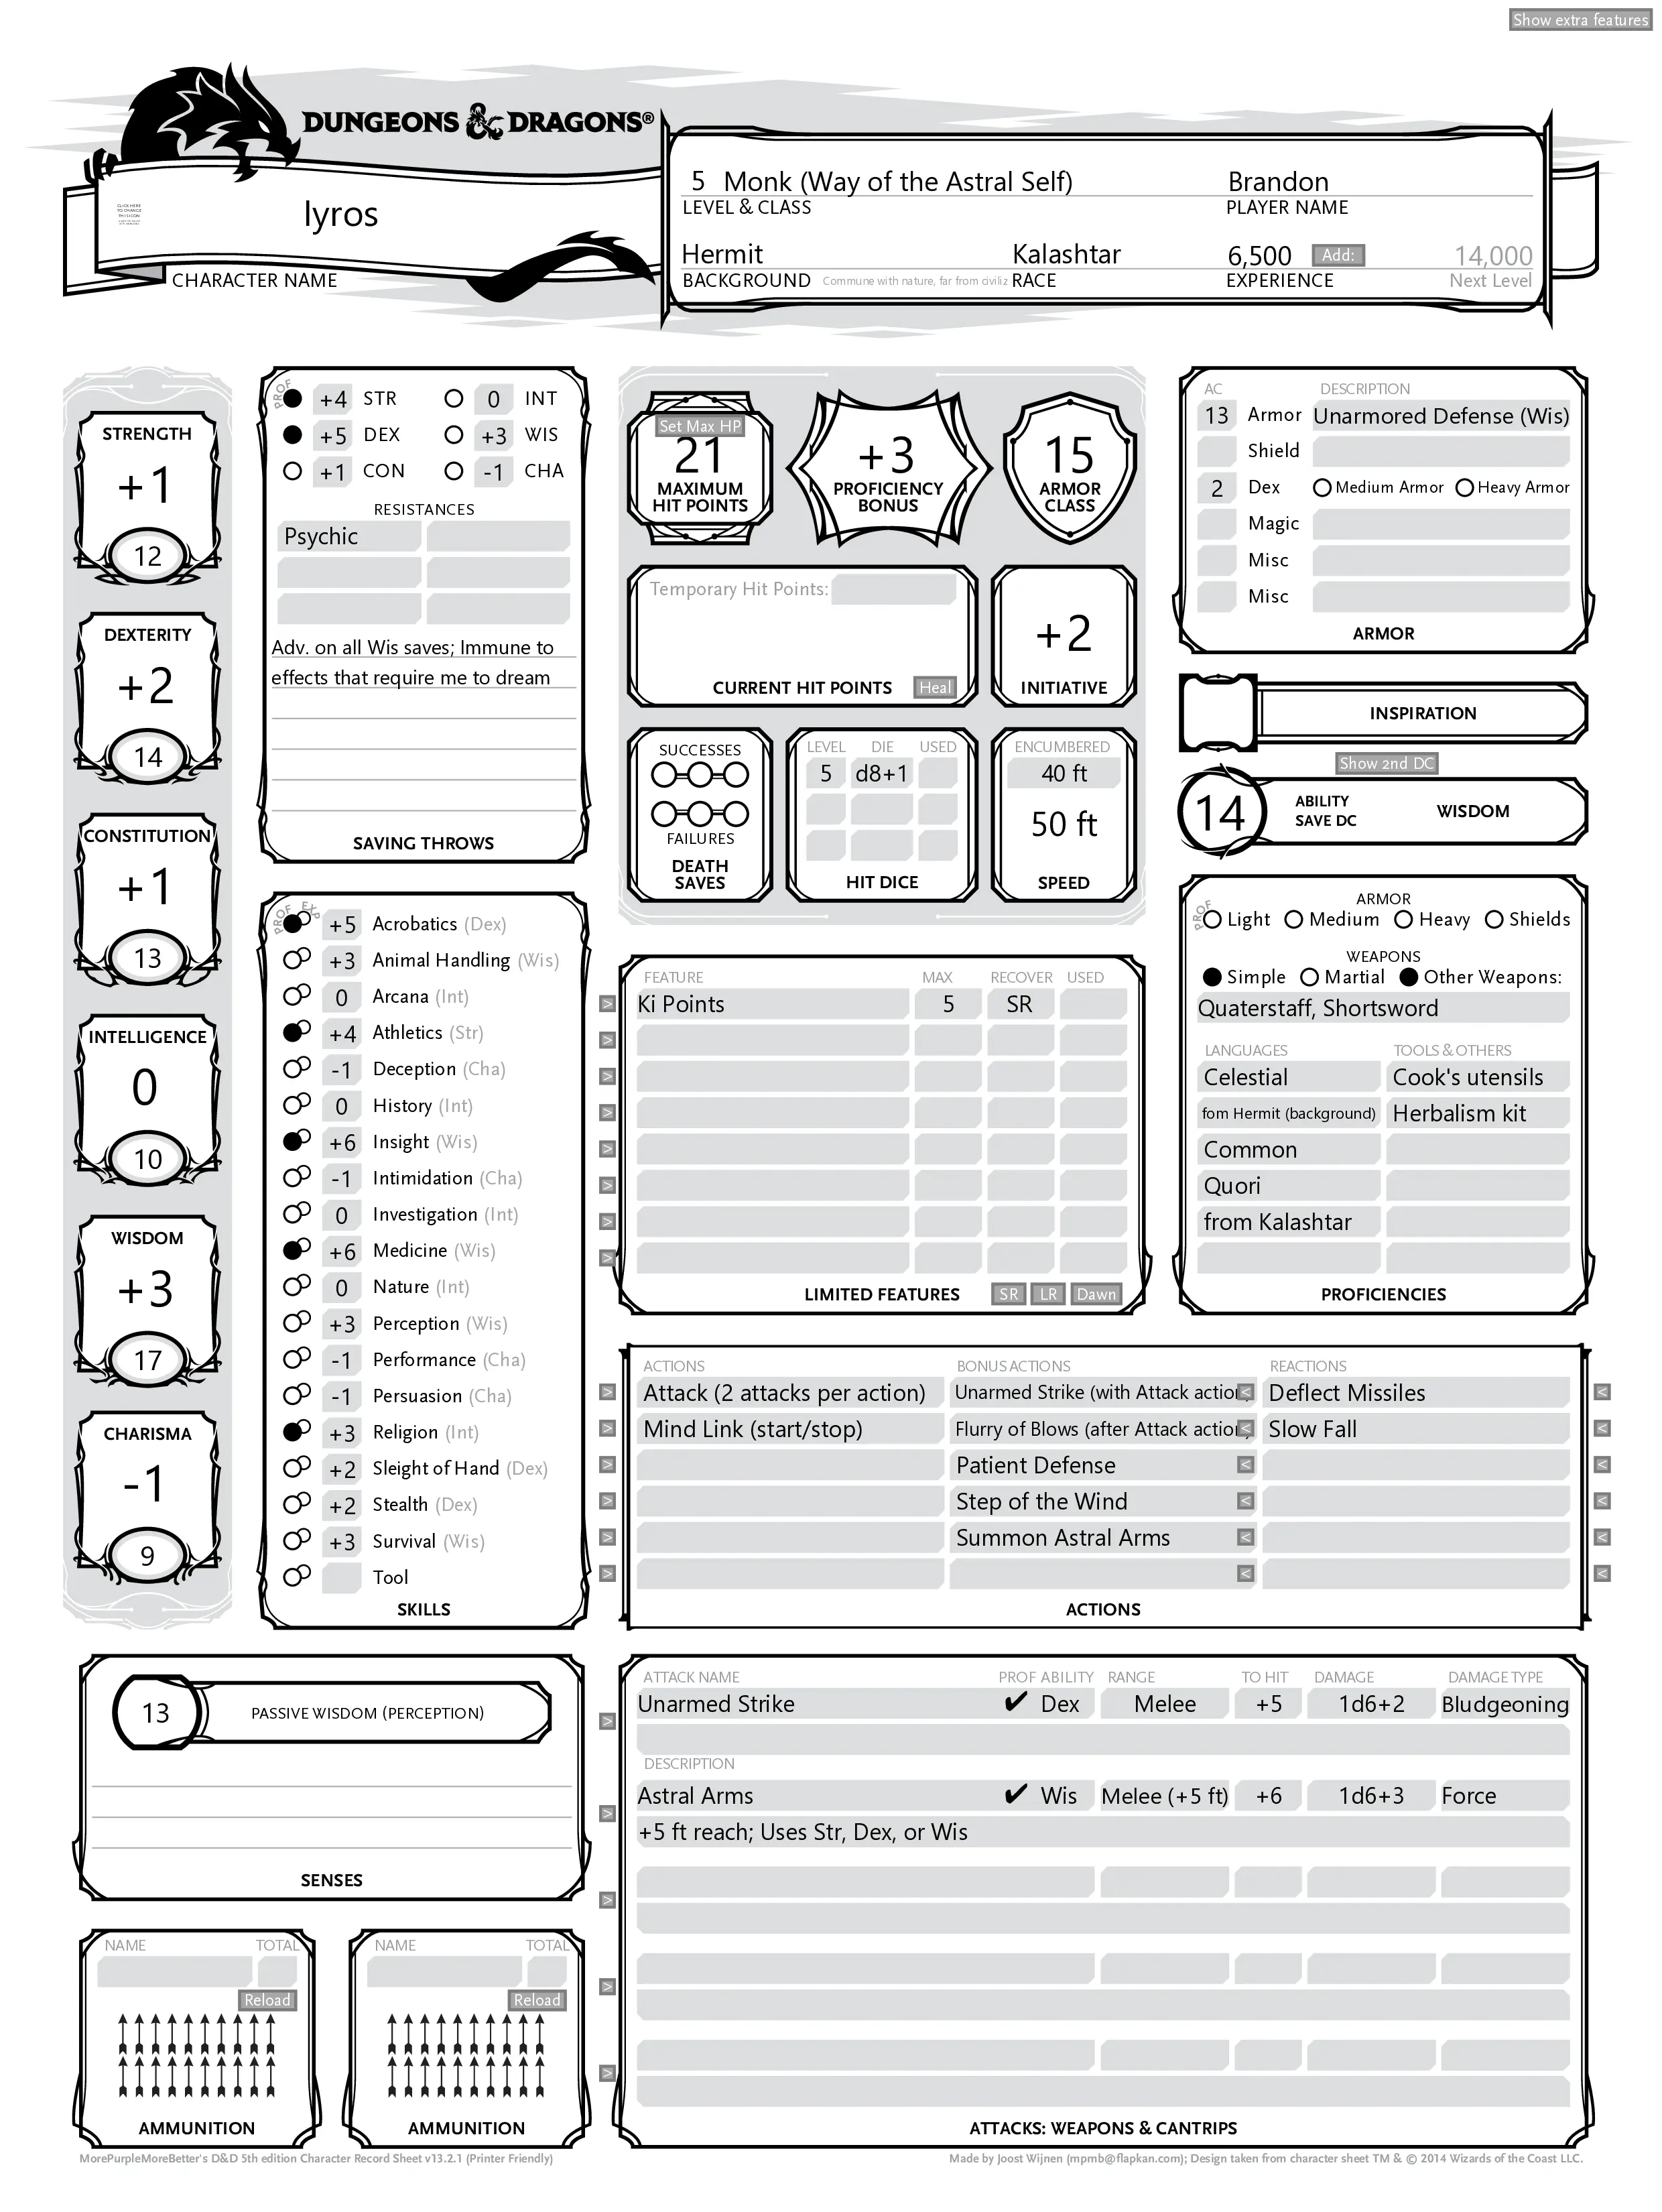 Show extra features
DUNGEONS & DRAGONS®
CLICK HERE
TO CHANGE
THIS ICON
lyros
CHARACTER NAME
5 Monk (Way of the Astral Self) Brandon
LEVEL & CLASS PLAYER NAME
Hermit Kalashtar 6,500 Add: 14,000
BACKGROUND Commune with nature, far from civiliz RACE EXPERIENCE Next Level
STRENGTH
+1
12
DEXTERITY
+2
14
CONSTITUTION
+1
13
INTELLIGENCE
0
10
WISDOM
+3
17
CHARISMA
-1
9
PROF
+4 STR 0 INT
+5 DEX +3 WIS
+1 CON -1 CHA
RESISTANCES
Psychic
Adv. on all Wis saves; Immune to
effects that require me to dream
SAVING THROWS
PROF EXP
+5 Acrobatics (Dex)
+3 Animal Handling (Wis)
0 Arcana (Int)
+4 Athletics (Str)
-1 Deception (Cha)
0 History (Int)
+6 Insight (Wis)
-1 Intimidation (Cha)
0 Investigation (Int)
+6 Medicine (Wis)
0 Nature (Int)
+3 Perception (Wis)
-1 Performance (Cha)
-1 Persuasion (Cha)
+3 Religion (Int)
+2 Sleight of Hand (Dex)
+2 Stealth (Dex)
+3 Survival (Wis)
Tool
SKILLS
Set Max HP
21
MAXIMUM
HIT POINTS
+3
PROFICIENCY
BONUS
15
ARMOR
CLASS
Temporary Hit Points:
CURRENT HIT POINTS Heal
+2
INITIATIVE
SUCCESSES
FAILURES
DEATH
SAVES
LEVEL DIE USED
5 d8+1
HIT DICE
ENCUMBERED
40 ft
50 ft
SPEED
AC DESCRIPTION
13 Armor Unarmored Defense (Wis)
Shield
2 Dex Medium Armor Heavy Armor
Magic
Misc
Misc
ARMOR
INSPIRATION
Show 2nd DC
14 ABILITY
SAVE DC WISDOM
FEATURE MAX RECOVER USED
Ki Points 5 SR
LIMITED FEATURES SR LR Dawn
ARMOR
PROF
Light Medium Heavy Shields
WEAPONS
Simple Martial Other Weapons:
Quaterstaff, Shortsword
LANGUAGES TOOLS & OTHERS
Celestial Cook's utensils
fom Hermit (background) Herbalism kit
Common
Quori
from Kalashtar
PROFICIENCIES
ACTIONS BONUS ACTIONS REACTIONS
Attack (2 attacks per action) Unarmed Strike (with Attack action Deflect Missiles
Mind Link (start/stop) Flurry of Blows (after Attack action) Slow Fall
Patient Defense
Step of the Wind
Summon Astral Arms
ACTIONS
13 PASSIVE WISDOM (PERCEPTION)
SENSES
NAME TOTAL
Reload
AMMUNITION
NAME TOTAL
Reload
AMMUNITION
ATTACK NAME PROF ABILITY RANGE TO HIT DAMAGE DAMAGE TYPE
Unarmed Strike ✔ Dex Melee +5 1d6+2 Bludgeoning
DESCRIPTION
Astral Arms ✔ Wis Melee (+5 ft) +6 1d6+3 Force
+5 ft reach; Uses Str, Dex, or Wis
ATTACKS: WEAPONS & CANTRIPS
MorePurpleMoreBetter's D&D 5th edition Character Record Sheet v13.2.1 (Printer Friendly)
Made by Joost Wijnen (mpmb@flapkan.com); Design taken from character sheet TM & © 2014 Wizards of the Coast LLC.